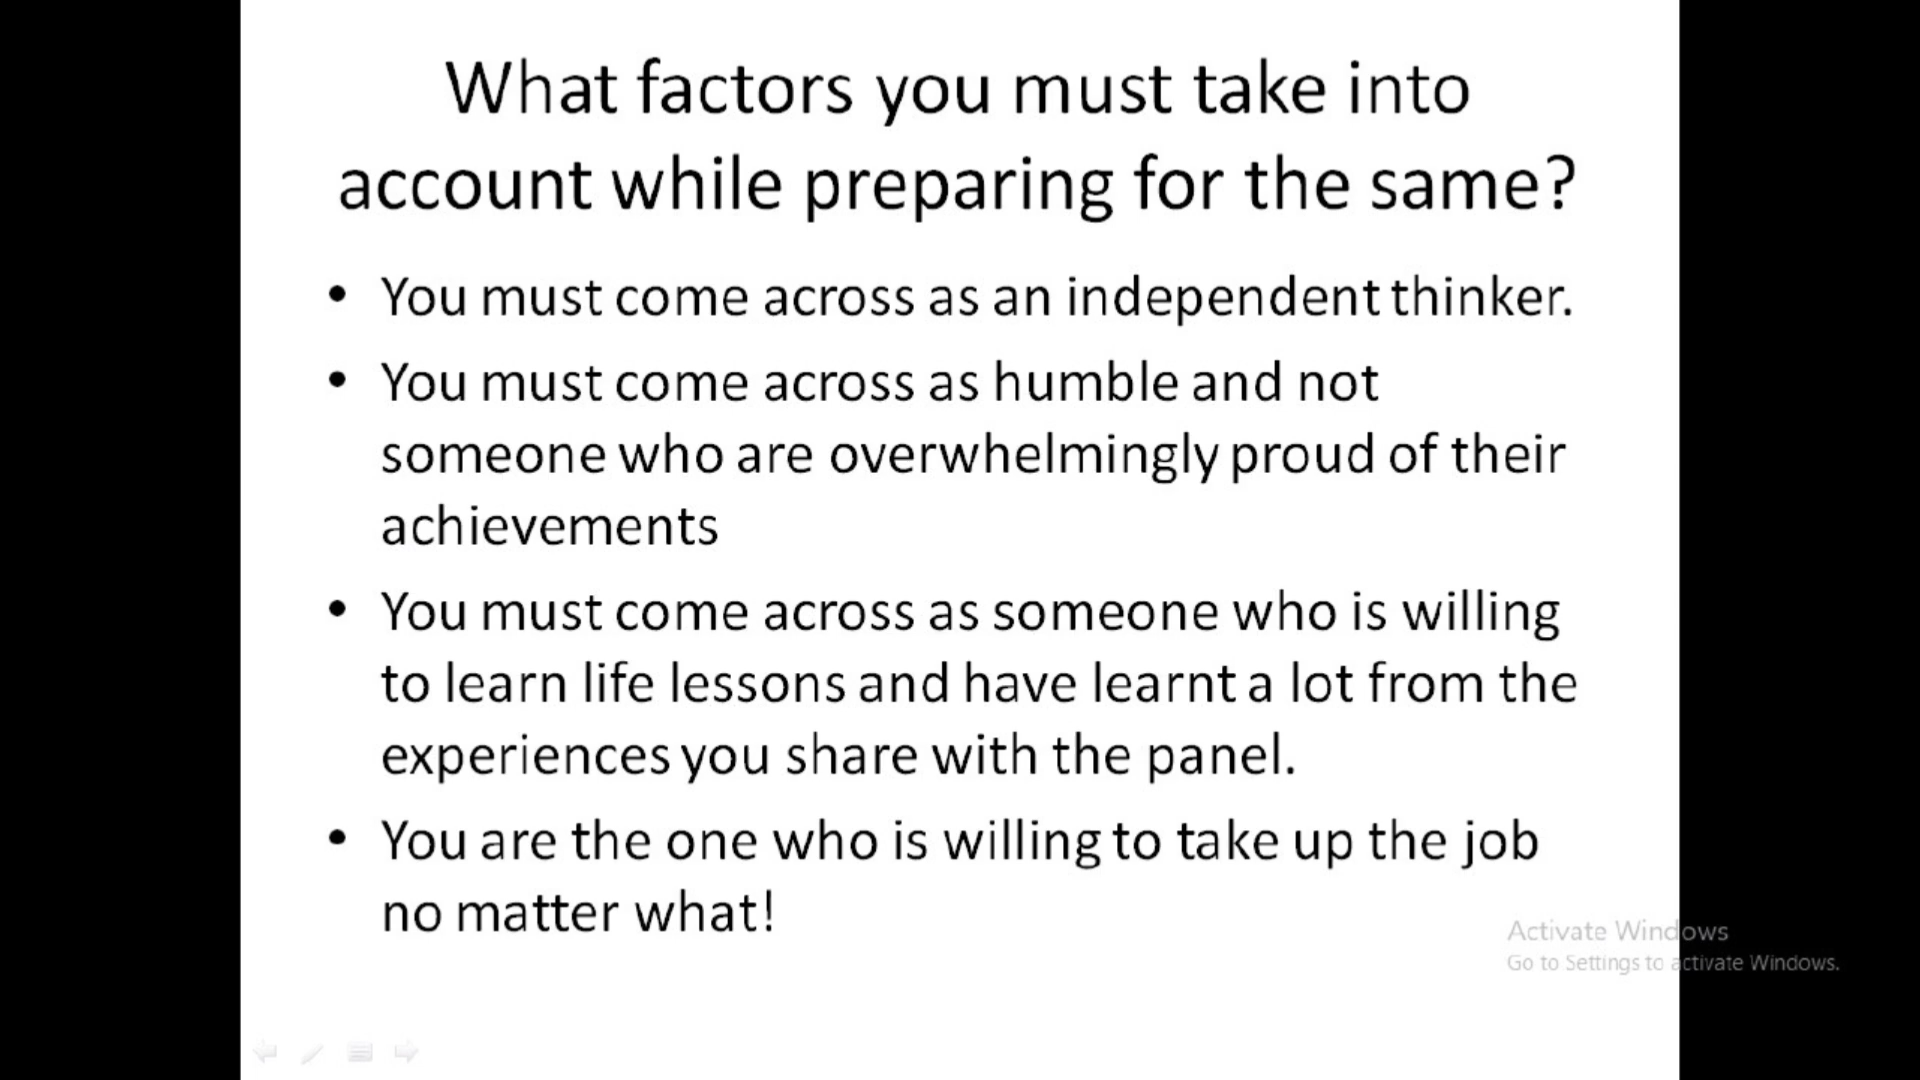 What factors you must take into
account while preparing for the same?
• You must come across as an independent thinker.
• You must come across as humble and not
someone who are overwhelmingly proud of their
achievements
• You must come across as someone who is willing
to learn life lessons and have learnt a lot from the
experiences you share with the panel.
• You are the one who is willing to take up the job
no matter what!
Activate Windows
Go to Settings to activate Windows.